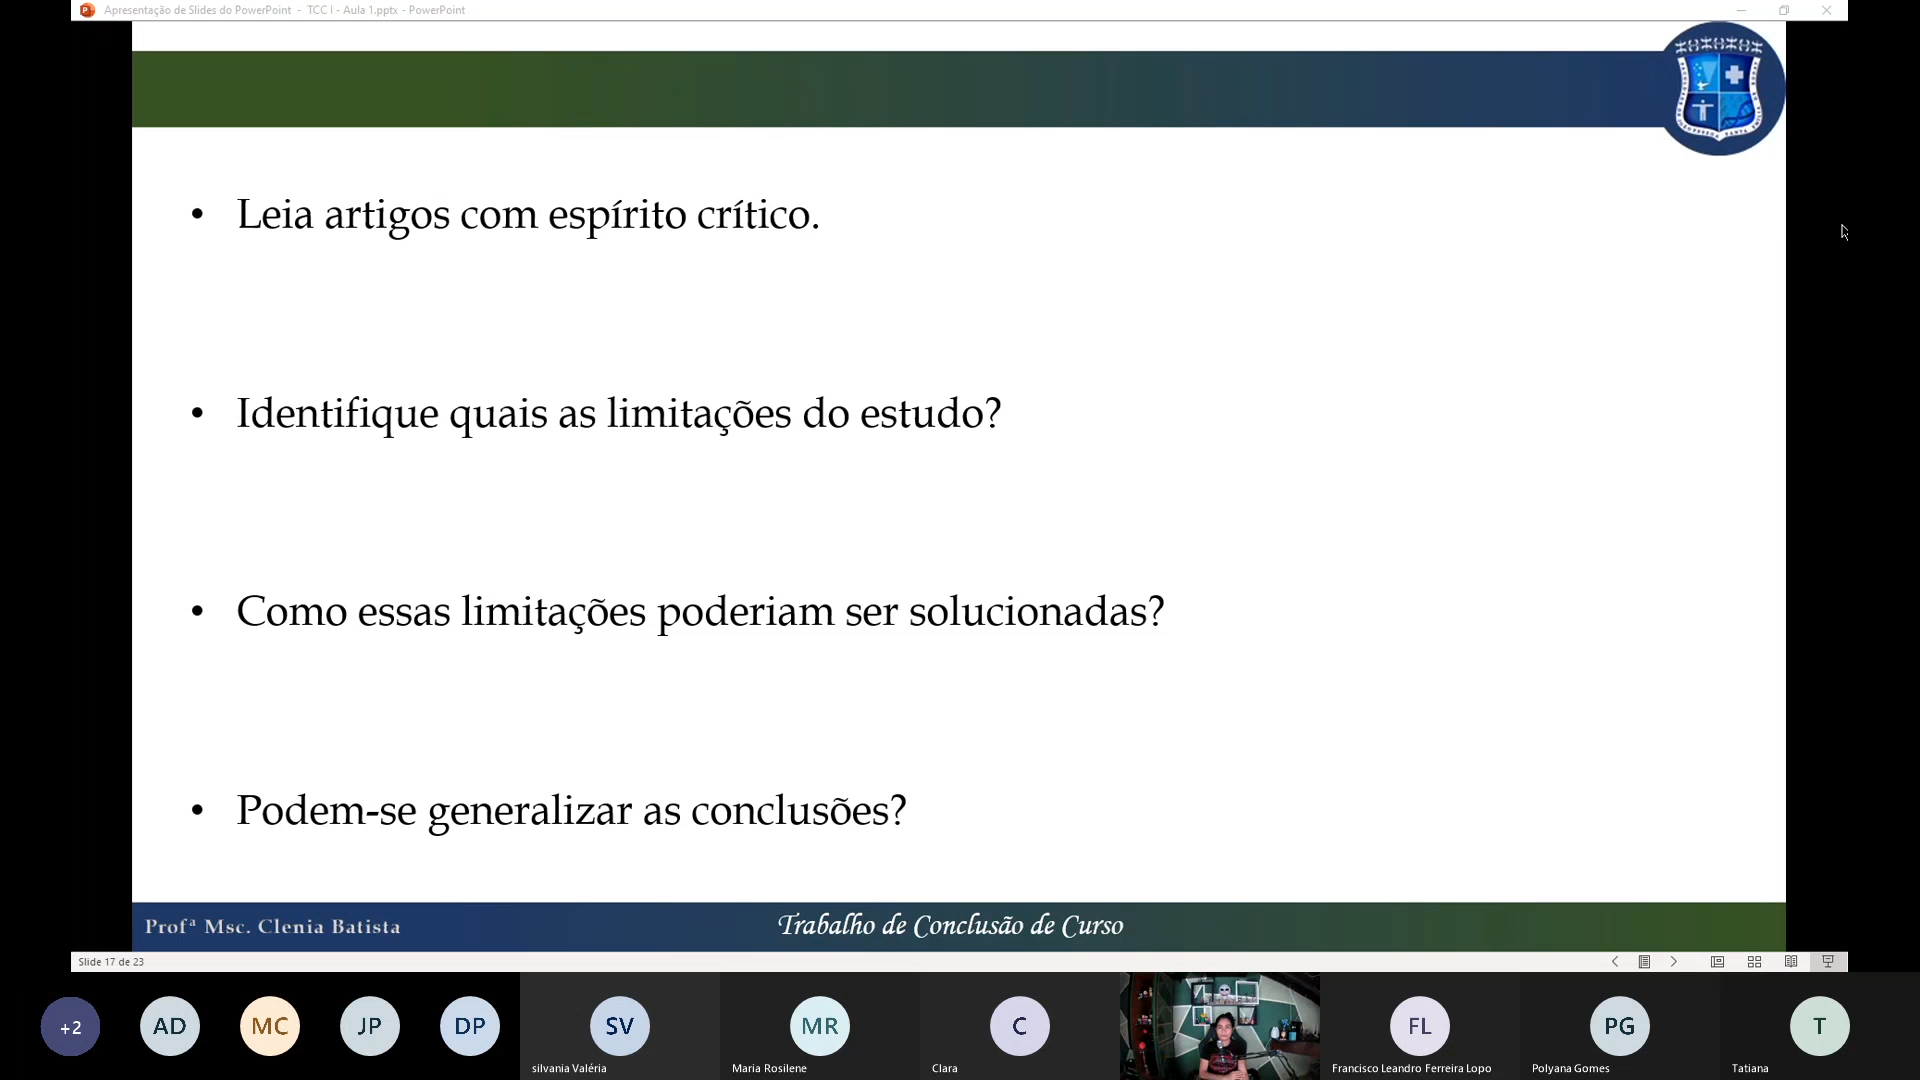 Apresentação de Slides do PowerPoint - TCC I - Aula 1.pptx - PowerPoint
• Leia artigos com espírito crítico.
• Identifique quais as limitações do estudo?
• Como essas limitações poderiam ser solucionadas?
• Podem-se generalizar as conclusões?
Profª Msc. Clenia Batista
Trabalho de Conclusão de Curso
Slide 17 de 23
+2
AD
MC
JP
DP
SV
MR
C
FL
PG
T
silvania Valéria
Maria Rosilene
Clara
Francisco Leandro Ferreira Lopo
Polyana Gomes
Tatiana